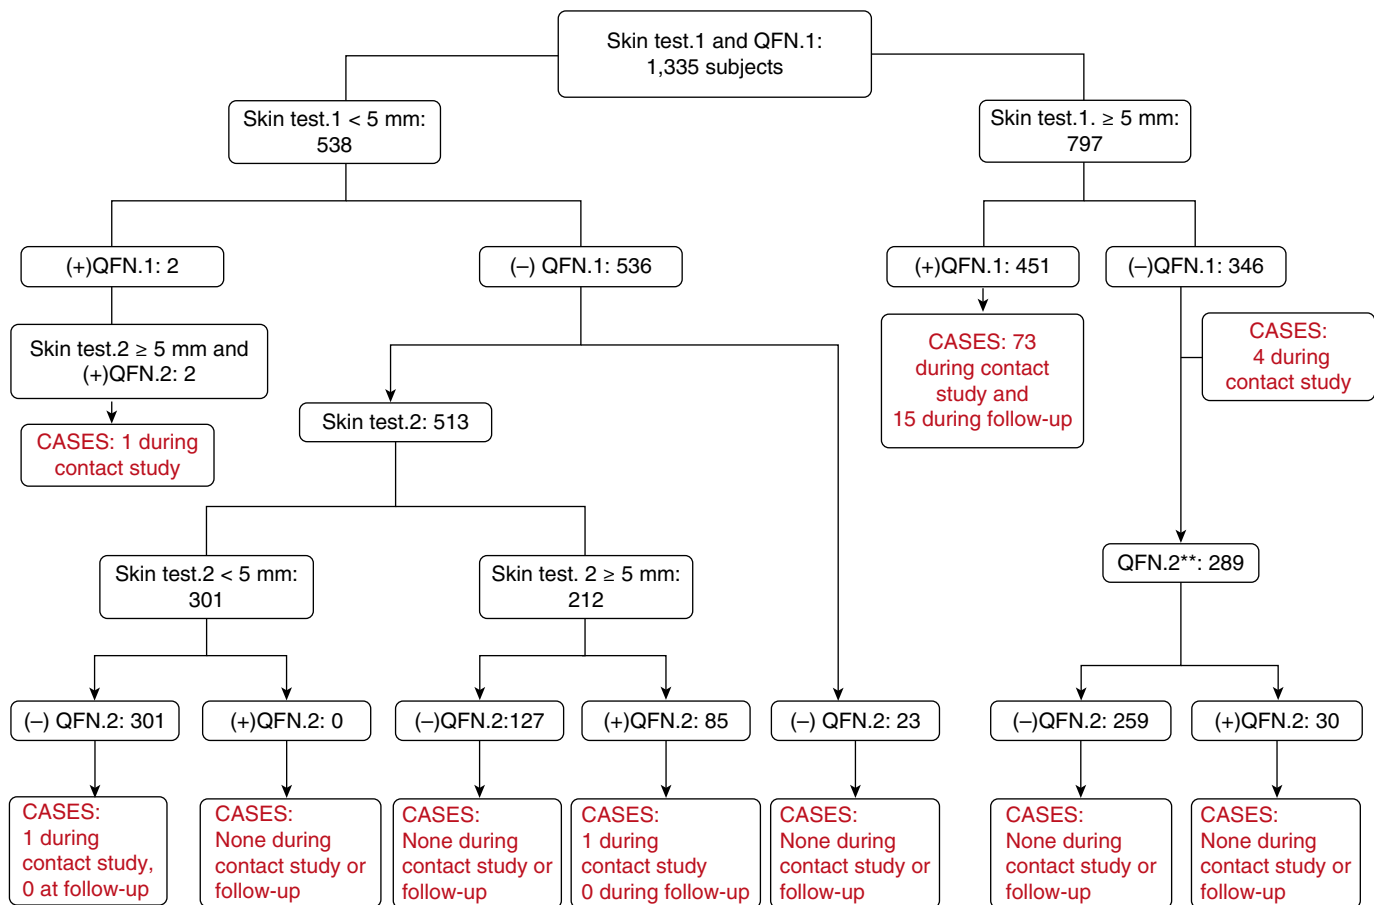 Skin test.1 and QFN.1:
1,335 subjects
Skin test.1 < 5 mm:
538
Skin test.1. ≥ 5 mm:
797
(+)QFN.1: 2
(–) QFN.1: 536
(+)QFN.1: 451
(–)QFN.1: 346
Skin test.2 ≥ 5 mm and
(+)QFN.2: 2
CASES: 1 during
contact study
CASES: 73
during contact
study and
15 during follow-up
CASES:
4 during
contact study
Skin test.2: 513
Skin test.2 < 5 mm:
301
Skin test. 2 ≥ 5 mm:
212
QFN.2**: 289
(–) QFN.2: 301
(+)QFN.2: 0
(–)QFN.2:127
(+)QFN.2: 85
(–) QFN.2: 23
(–)QFN.2: 259
(+)QFN.2: 30
CASES:
1 during
contact study,
0 at follow-up
CASES:
None during
contact study or
follow-up
CASES:
None during
contact study or
follow-up
CASES:
1 during
contact study
0 during follow-up
CASES:
None during
contact study or
follow-up
CASES:
None during
contact study or
follow-up
CASES:
None during
contact study or
follow-up